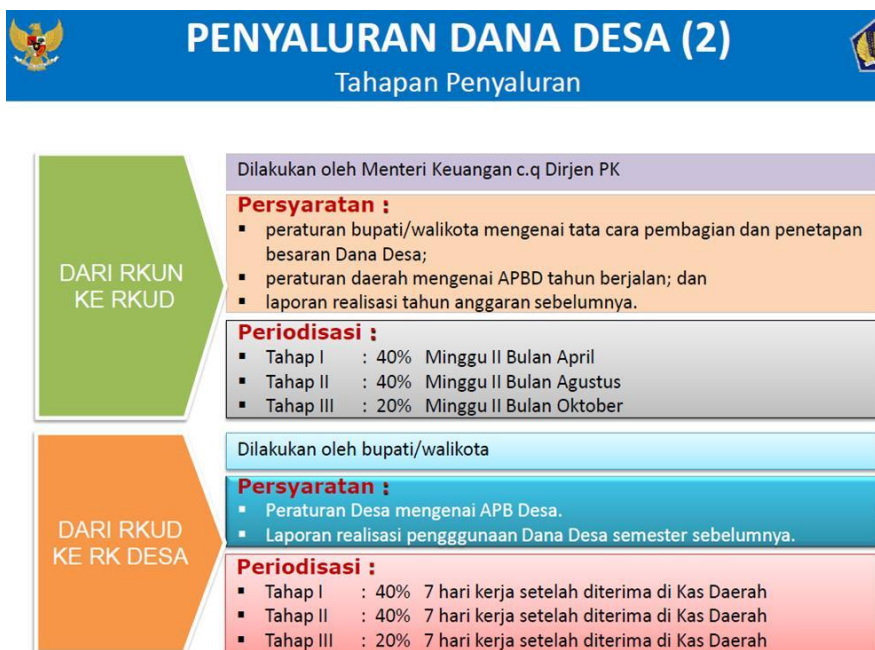 PENYALURAN DANA DESA (2)
Tahapan Penyaluran
DARI RKUN
KE RKUD
Dilakukan oleh Menteri Keuangan c.q Dirjen PK
Persyaratan :
▪ peraturan bupati/walikota mengenai tata cara pembagian dan penetapan
besaran Dana Desa;
▪ peraturan daerah mengenai APBD tahun berjalan; dan
▪ laporan realisasi tahun anggaran sebelumnya.
Periodisasi :
▪ Tahap I : 40% Minggu II Bulan April
▪ Tahap II : 40% Minggu II Bulan Agustus
▪ Tahap III : 20% Minggu II Bulan Oktober
DARI RKUD
KE RK DESA
Dilakukan oleh bupati/walikota
Persyaratan :
▪ Peraturan Desa mengenai APB Desa.
▪ Laporan realisasi pengggunaan Dana Desa semester sebelumnya.
Periodisasi :
▪ Tahap I : 40% 7 hari kerja setelah diterima di Kas Daerah
▪ Tahap II : 40% 7 hari kerja setelah diterima di Kas Daerah
▪ Tahap III : 20% 7 hari kerja setelah diterima di Kas Daerah